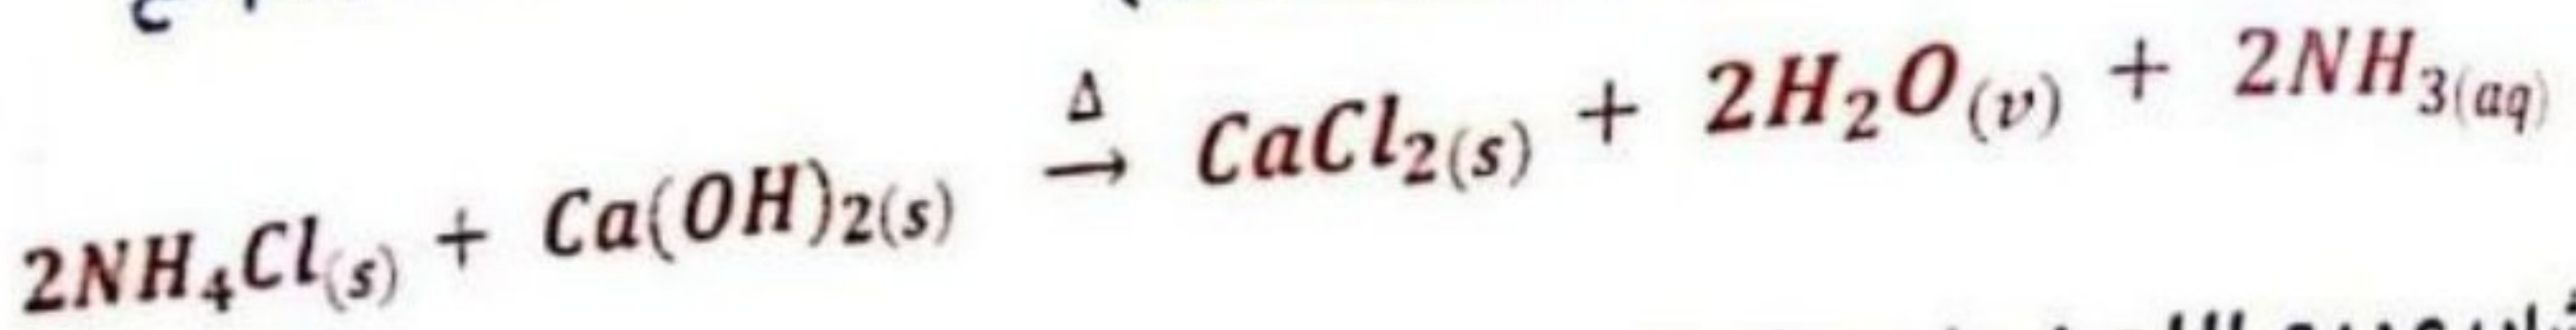 2NH₄Cl₍s₎ + Ca(OH)₂₍s₎ →^Δ CaCl₂₍s₎ + 2H₂O₍v₎ + 2NH₃₍aq₎